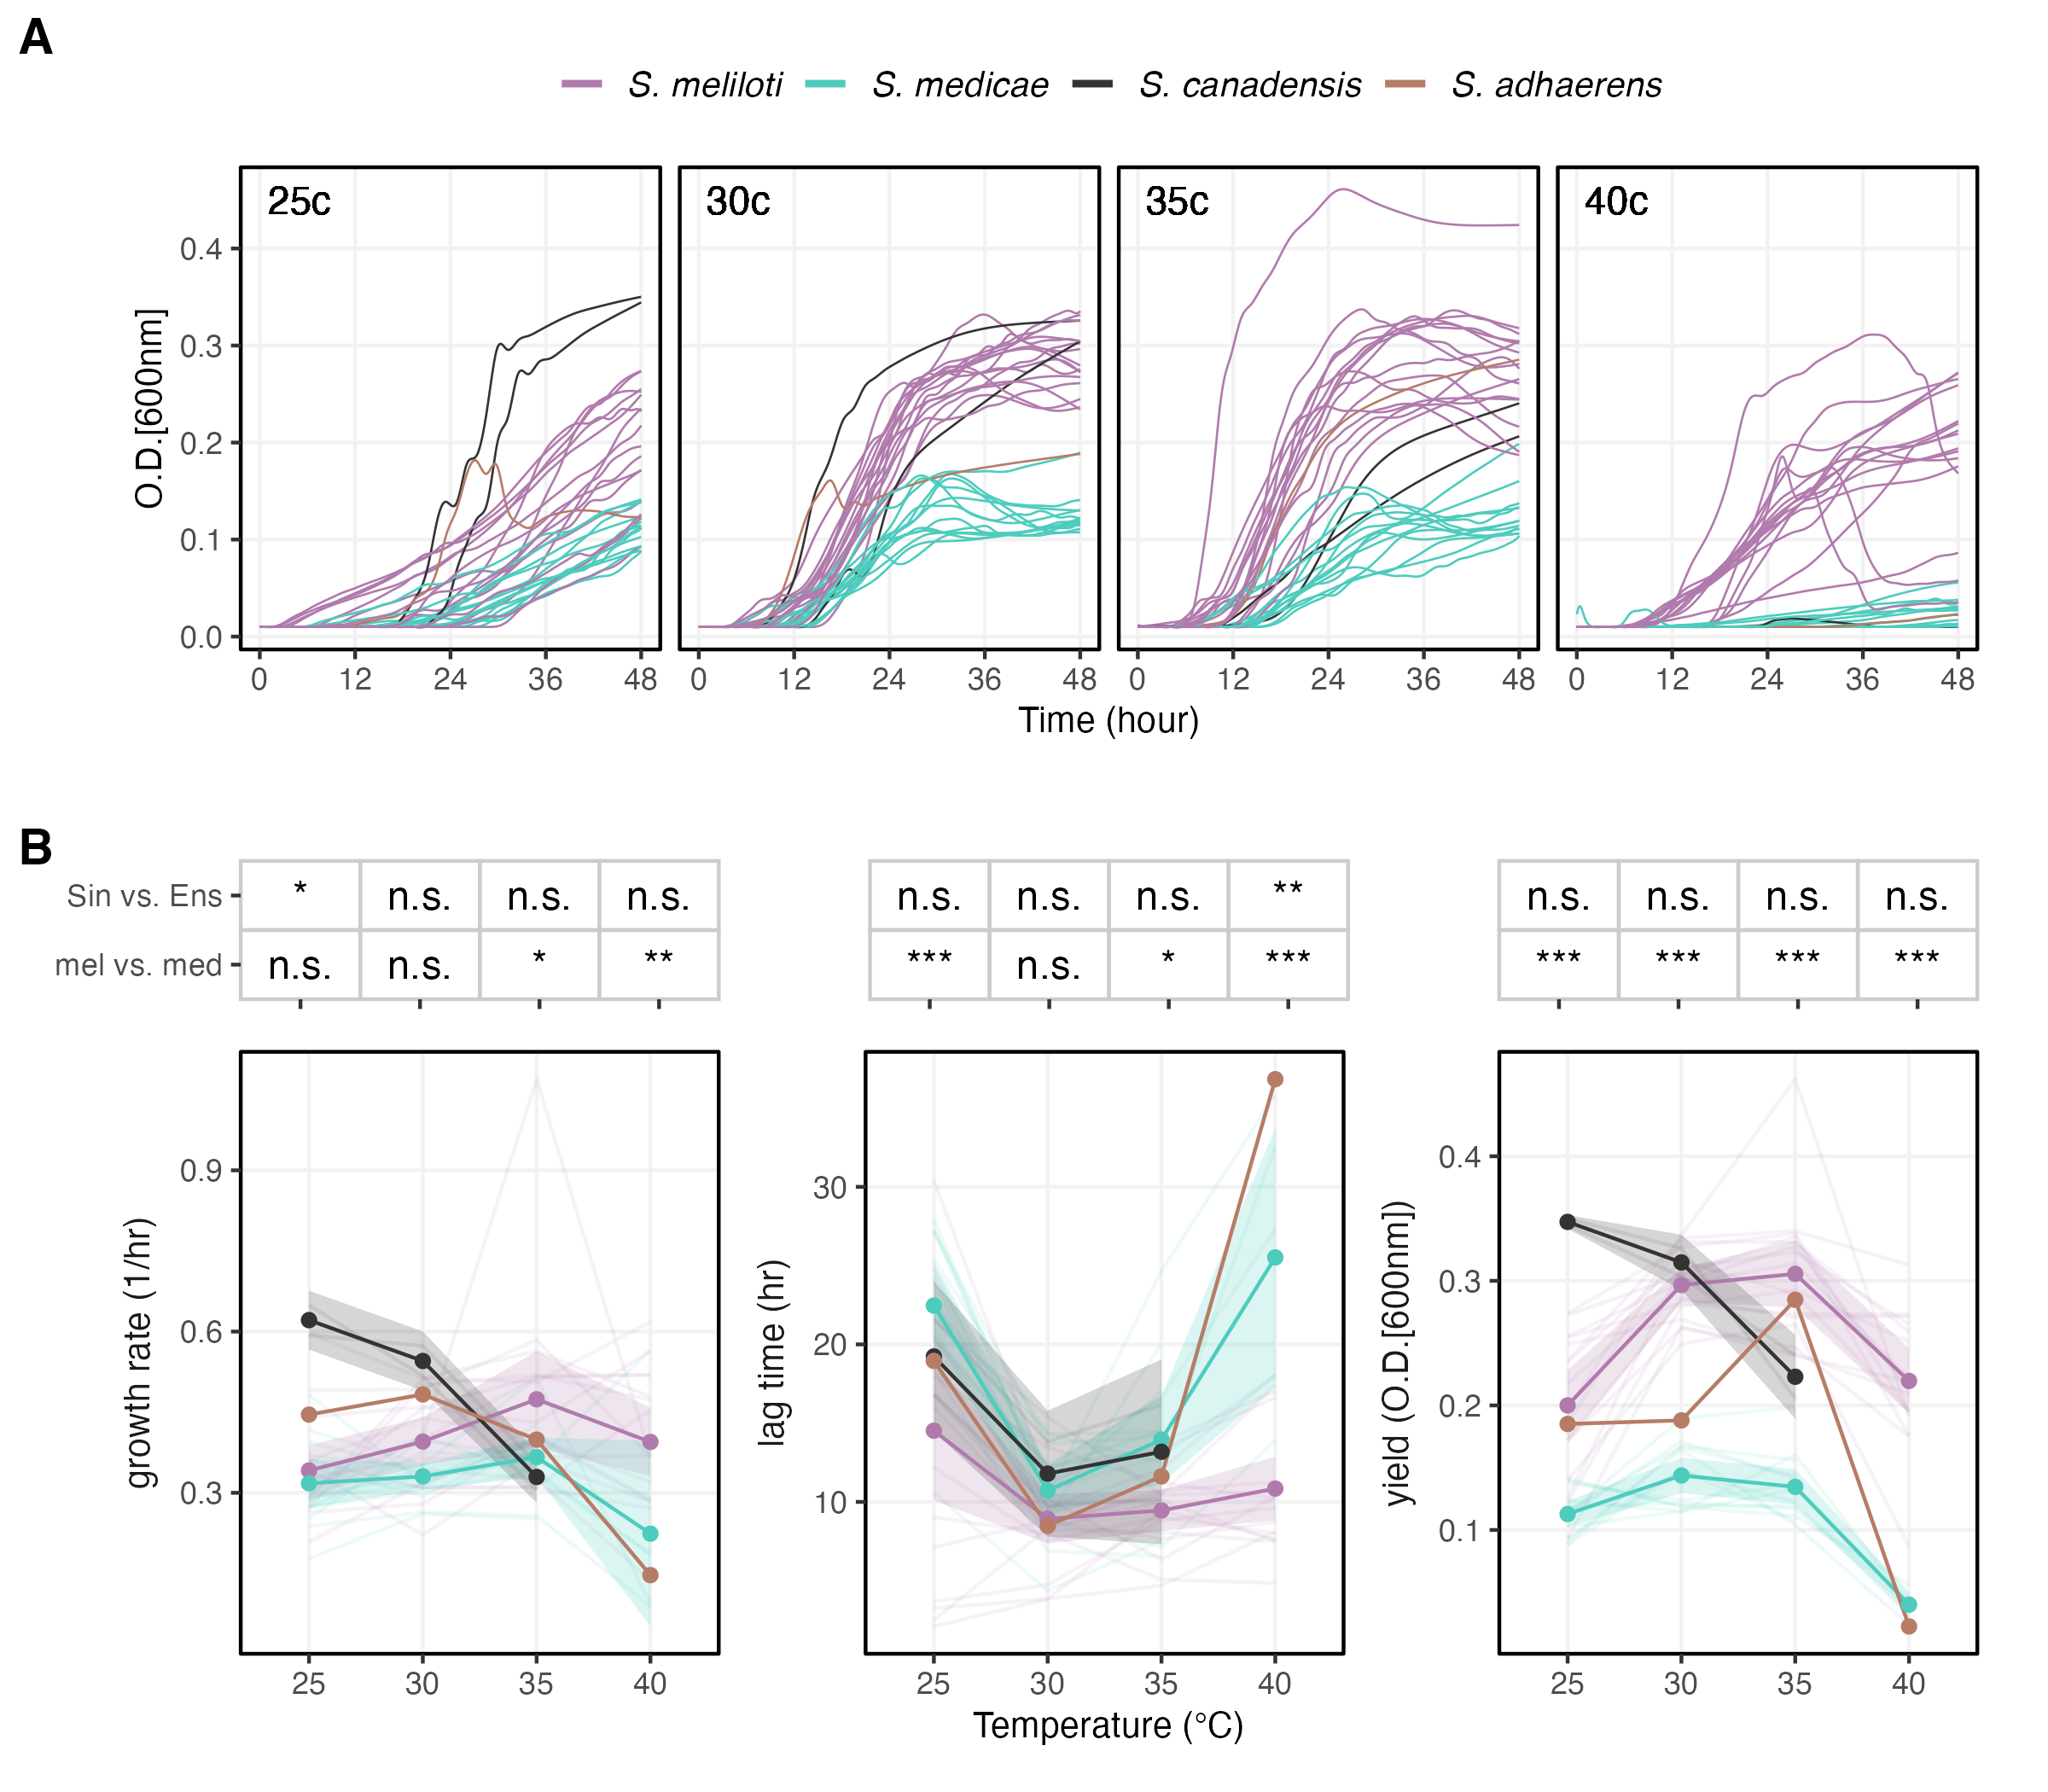 A
S. meliloti S. medicae S. canadensis S. adhaerens
25c 30c 35c 40c
O.D.[600nm]
0.4
0.3
0.2
0.1
0.0
0 12 24 36 48 0 12 24 36 48 0 12 24 36 48 0 12 24 36 48
Time (hour)
B
Sin vs. Ens * n.s. n.s. n.s. n.s. n.s. n.s. ** n.s. n.s. n.s. n.s.
mel vs. med n.s. n.s. * ** *** n.s. * *** *** *** *** ***
growth rate (1/hr)
0.9
0.6
0.3
25 30 35 40
lag time (hr)
30
20
10
25 30 35 40
yield (O.D.[600nm])
0.4
0.3
0.2
0.1
25 30 35 40
Temperature (°C)